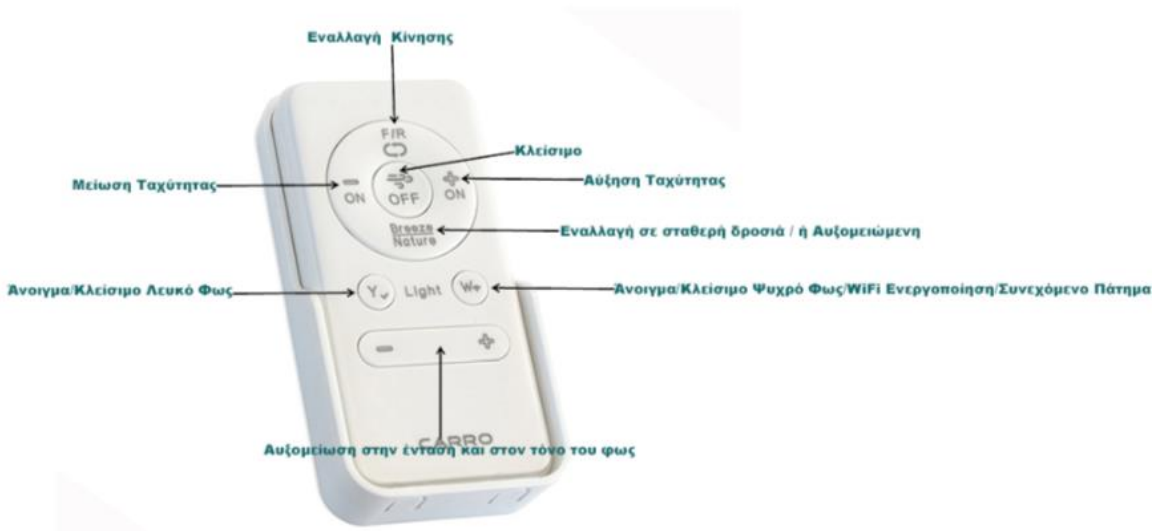 Εναλλαγή Κίνησης
F/R
Κλείσιμο
Μείωση Ταχύτητας
ON
OFF
ON
Αύξηση Ταχύτητας
Breeze
Nature
Εναλλαγή σε σταθερή δροσιά / ή Αυξομειώμενη
Άνοιγμα/Κλείσιμο Λευκό Φως
Y
Light
W
Άνοιγμα/Κλείσιμο Ψυχρό Φως/WiFi Ενεργοποίηση/Συνεχόμενο Πάτημα
CARRO
Αυξομείωση στην ένταση και στον τόνο του φως